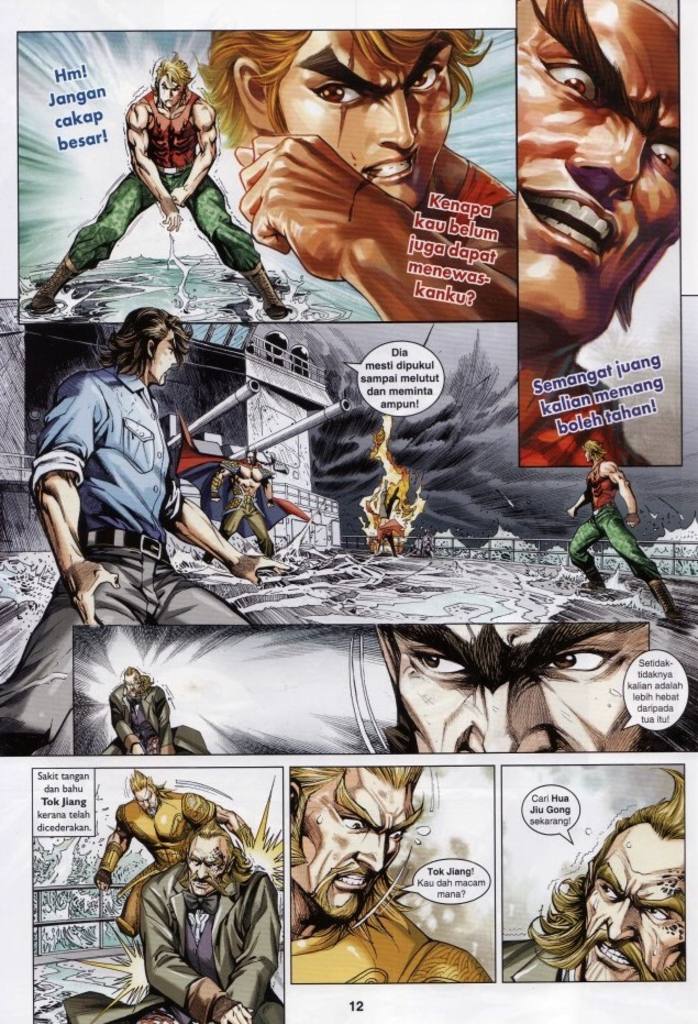 Hm!
Jangan
cakap
besar!
Kenapa
kau belum
juga dapat
menewas-
kanku?
Semangat juang
kalian memang
boleh tahan!
Dia
mesti dipukul
sampai melutut
dan meminta
ampun!
Setidak-
tidaknya
kalian adalah
lebih hebat
daripada
tua itu!
Sakit tangan
dan bahu
Tok Jiang
kerana telah
dicederakan.
Tok Jiang!
Kau dah macam
mana?
Cari Hua
Jiu Gong
sekarang!
12